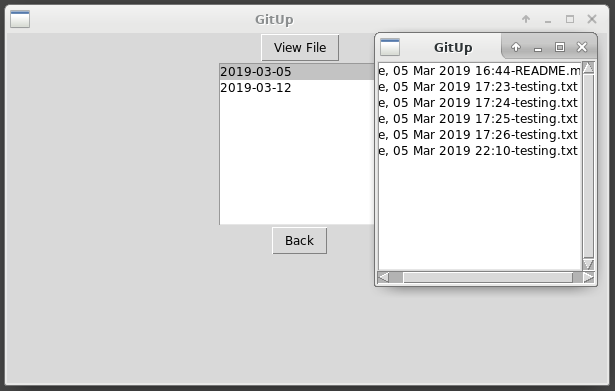 GitUp
View File
2019-03-05
2019-03-12
Back
GitUp
e, 05 Mar 2019 16:44-README.m
e, 05 Mar 2019 17:23-testing.txt
e, 05 Mar 2019 17:24-testing.txt
e, 05 Mar 2019 17:25-testing.txt
e, 05 Mar 2019 17:26-testing.txt
e, 05 Mar 2019 22:10-testing.txt